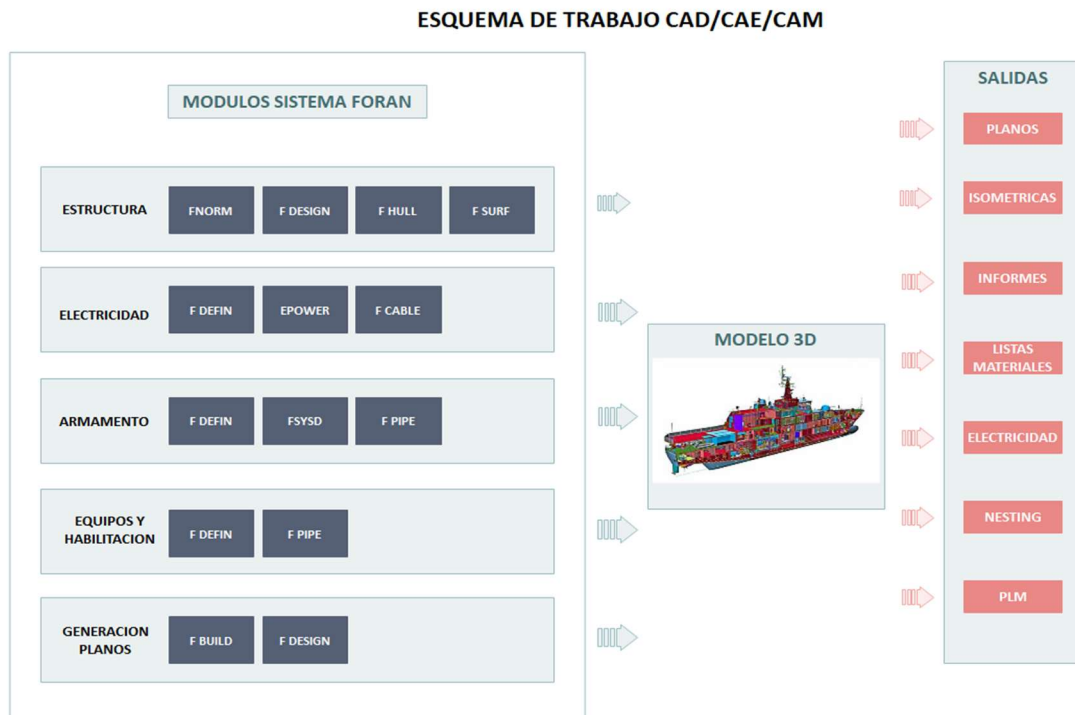 ESQUEMA DE TRABAJO CAD/CAE/CAM
MODULOS SISTEMA FORAN
ESTRUCTURA
FNORM
F DESIGN
F HULL
F SURF
ELECTRICIDAD
F DEFIN
EPOWER
F CABLE
ARMAMENTO
F DEFIN
FSYSD
F PIPE
EQUIPOS Y
HABILITACION
F DEFIN
F PIPE
GENERACION
PLANOS
F BUILD
F DESIGN
MODELO 3D
SALIDAS
PLANOS
ISOMETRICAS
INFORMES
LISTAS
MATERIALES
ELECTRICIDAD
NESTING
PLM